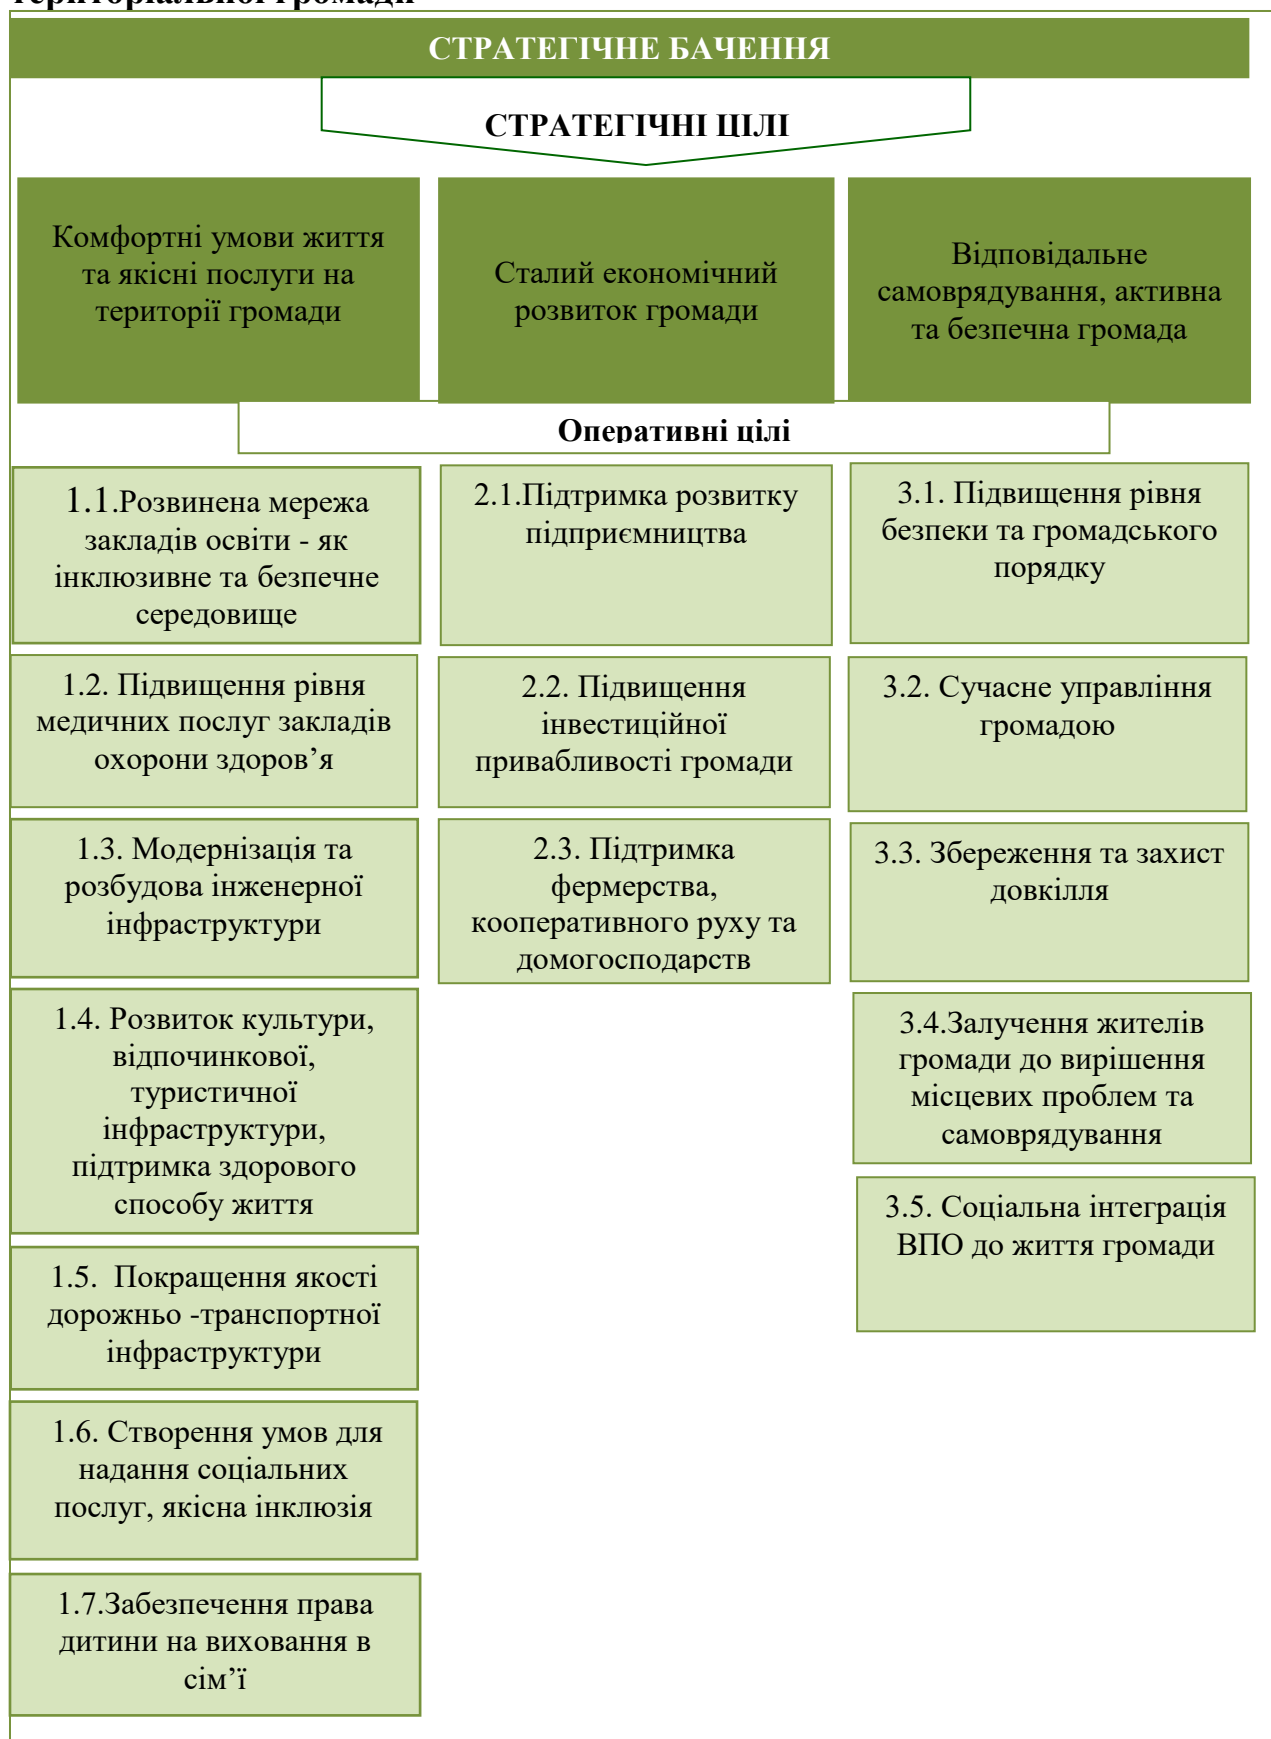 територіальної громади
СТРАТЕГІЧНЕ БАЧЕННЯ
СТРАТЕГІЧНІ ЦІЛІ
Комфортні умови життя
та якісні послуги на
території громади
Сталий економічний
розвиток громади
Відповідальне
самоврядування, активна
та безпечна громада
Оперативні цілі
1.1.Розвинена мережа
закладів освіти - як
інклюзивне та безпечне
середовище
1.2. Підвищення рівня
медичних послуг закладів
охорони здоров’я
1.3. Модернізація та
розбудова інженерної
інфраструктури
1.4. Розвиток культури,
відпочинкової,
туристичної
інфраструктури,
підтримка здорового
способу життя
1.5. Покращення якості
дорожньо -транспортної
інфраструктури
1.6. Створення умов для
надання соціальних
послуг, якісна інклюзія
1.7.Забезпечення права
дитини на виховання в
сім’ї
2.1.Підтримка розвитку
підприємництва
2.2. Підвищення
інвестиційної
привабливості громади
2.3. Підтримка
фермерства,
кооперативного руху та
домогосподарств
3.1. Підвищення рівня
безпеки та громадського
порядку
3.2. Сучасне управління
громадою
3.3. Збереження та захист
довкілля
3.4.Залучення жителів
громади до вирішення
місцевих проблем та
самоврядування
3.5. Соціальна інтеграція
ВПО до життя громади